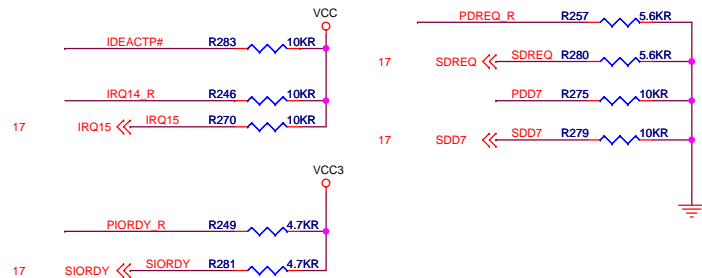 VCC
IDEACTP# R283 10KR
IRQ14_R R246 10KR
17 IRQ15 IRQ15 R270 10KR
VCC3
PIORDY_R R249 4.7KR
17 SIORDY SIORDY R281 4.7KR
PDREQ_R R257 5.6KR
17 SDREQ SDREQ R280 5.6KR
PDD7 R275 10KR
17 SDD7 SDD7 R279 10KR